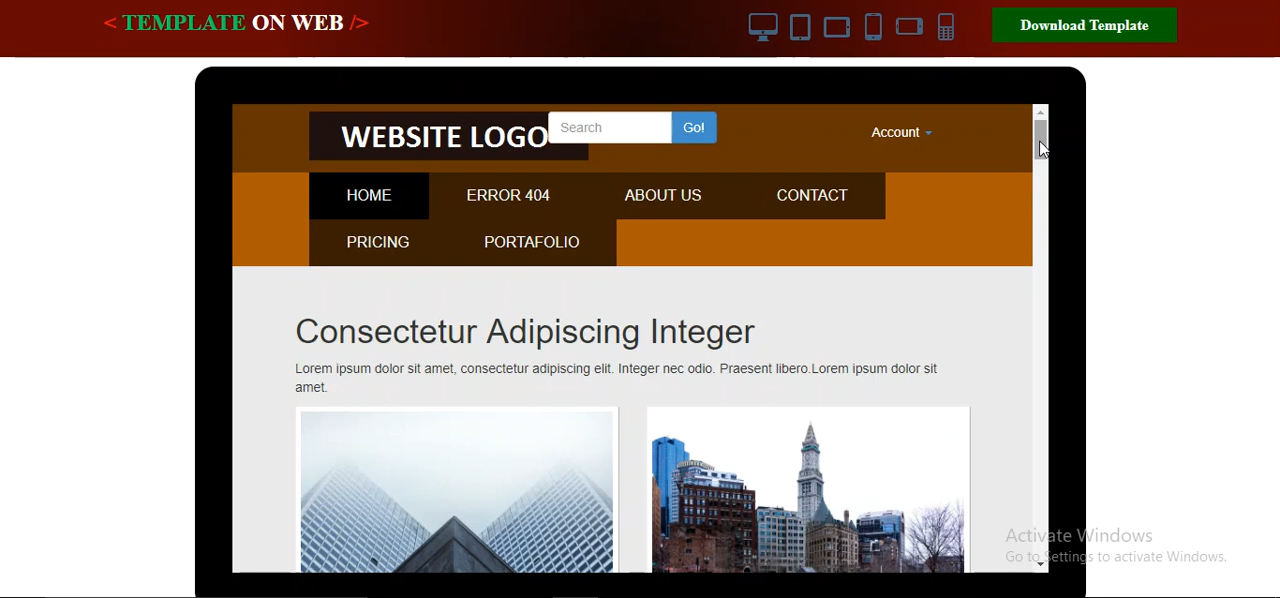 < TEMPLATE ON WEB />
Download Template
WEBSITE LOGO
Search
Go!
Account
HOME
ERROR 404
ABOUT US
CONTACT
PRICING
PORTAFOLIO
Consectetur Adipiscing Integer
Lorem ipsum dolor sit amet, consectetur adipiscing elit. Integer nec odio. Praesent libero.Lorem ipsum dolor sit
amet.
Activate Windows
Go to Settings to activate Windows.